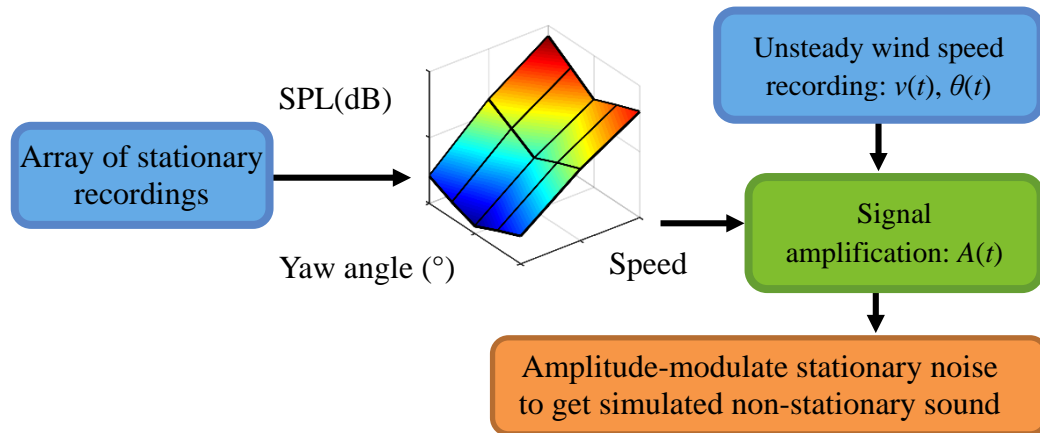 Array of stationary
recordings
SPL(dB)
Yaw angle (°)
Speed
Unsteady wind speed
recording: v(t), θ(t)
Signal
amplification: A(t)
Amplitude-modulate stationary noise
to get simulated non-stationary sound